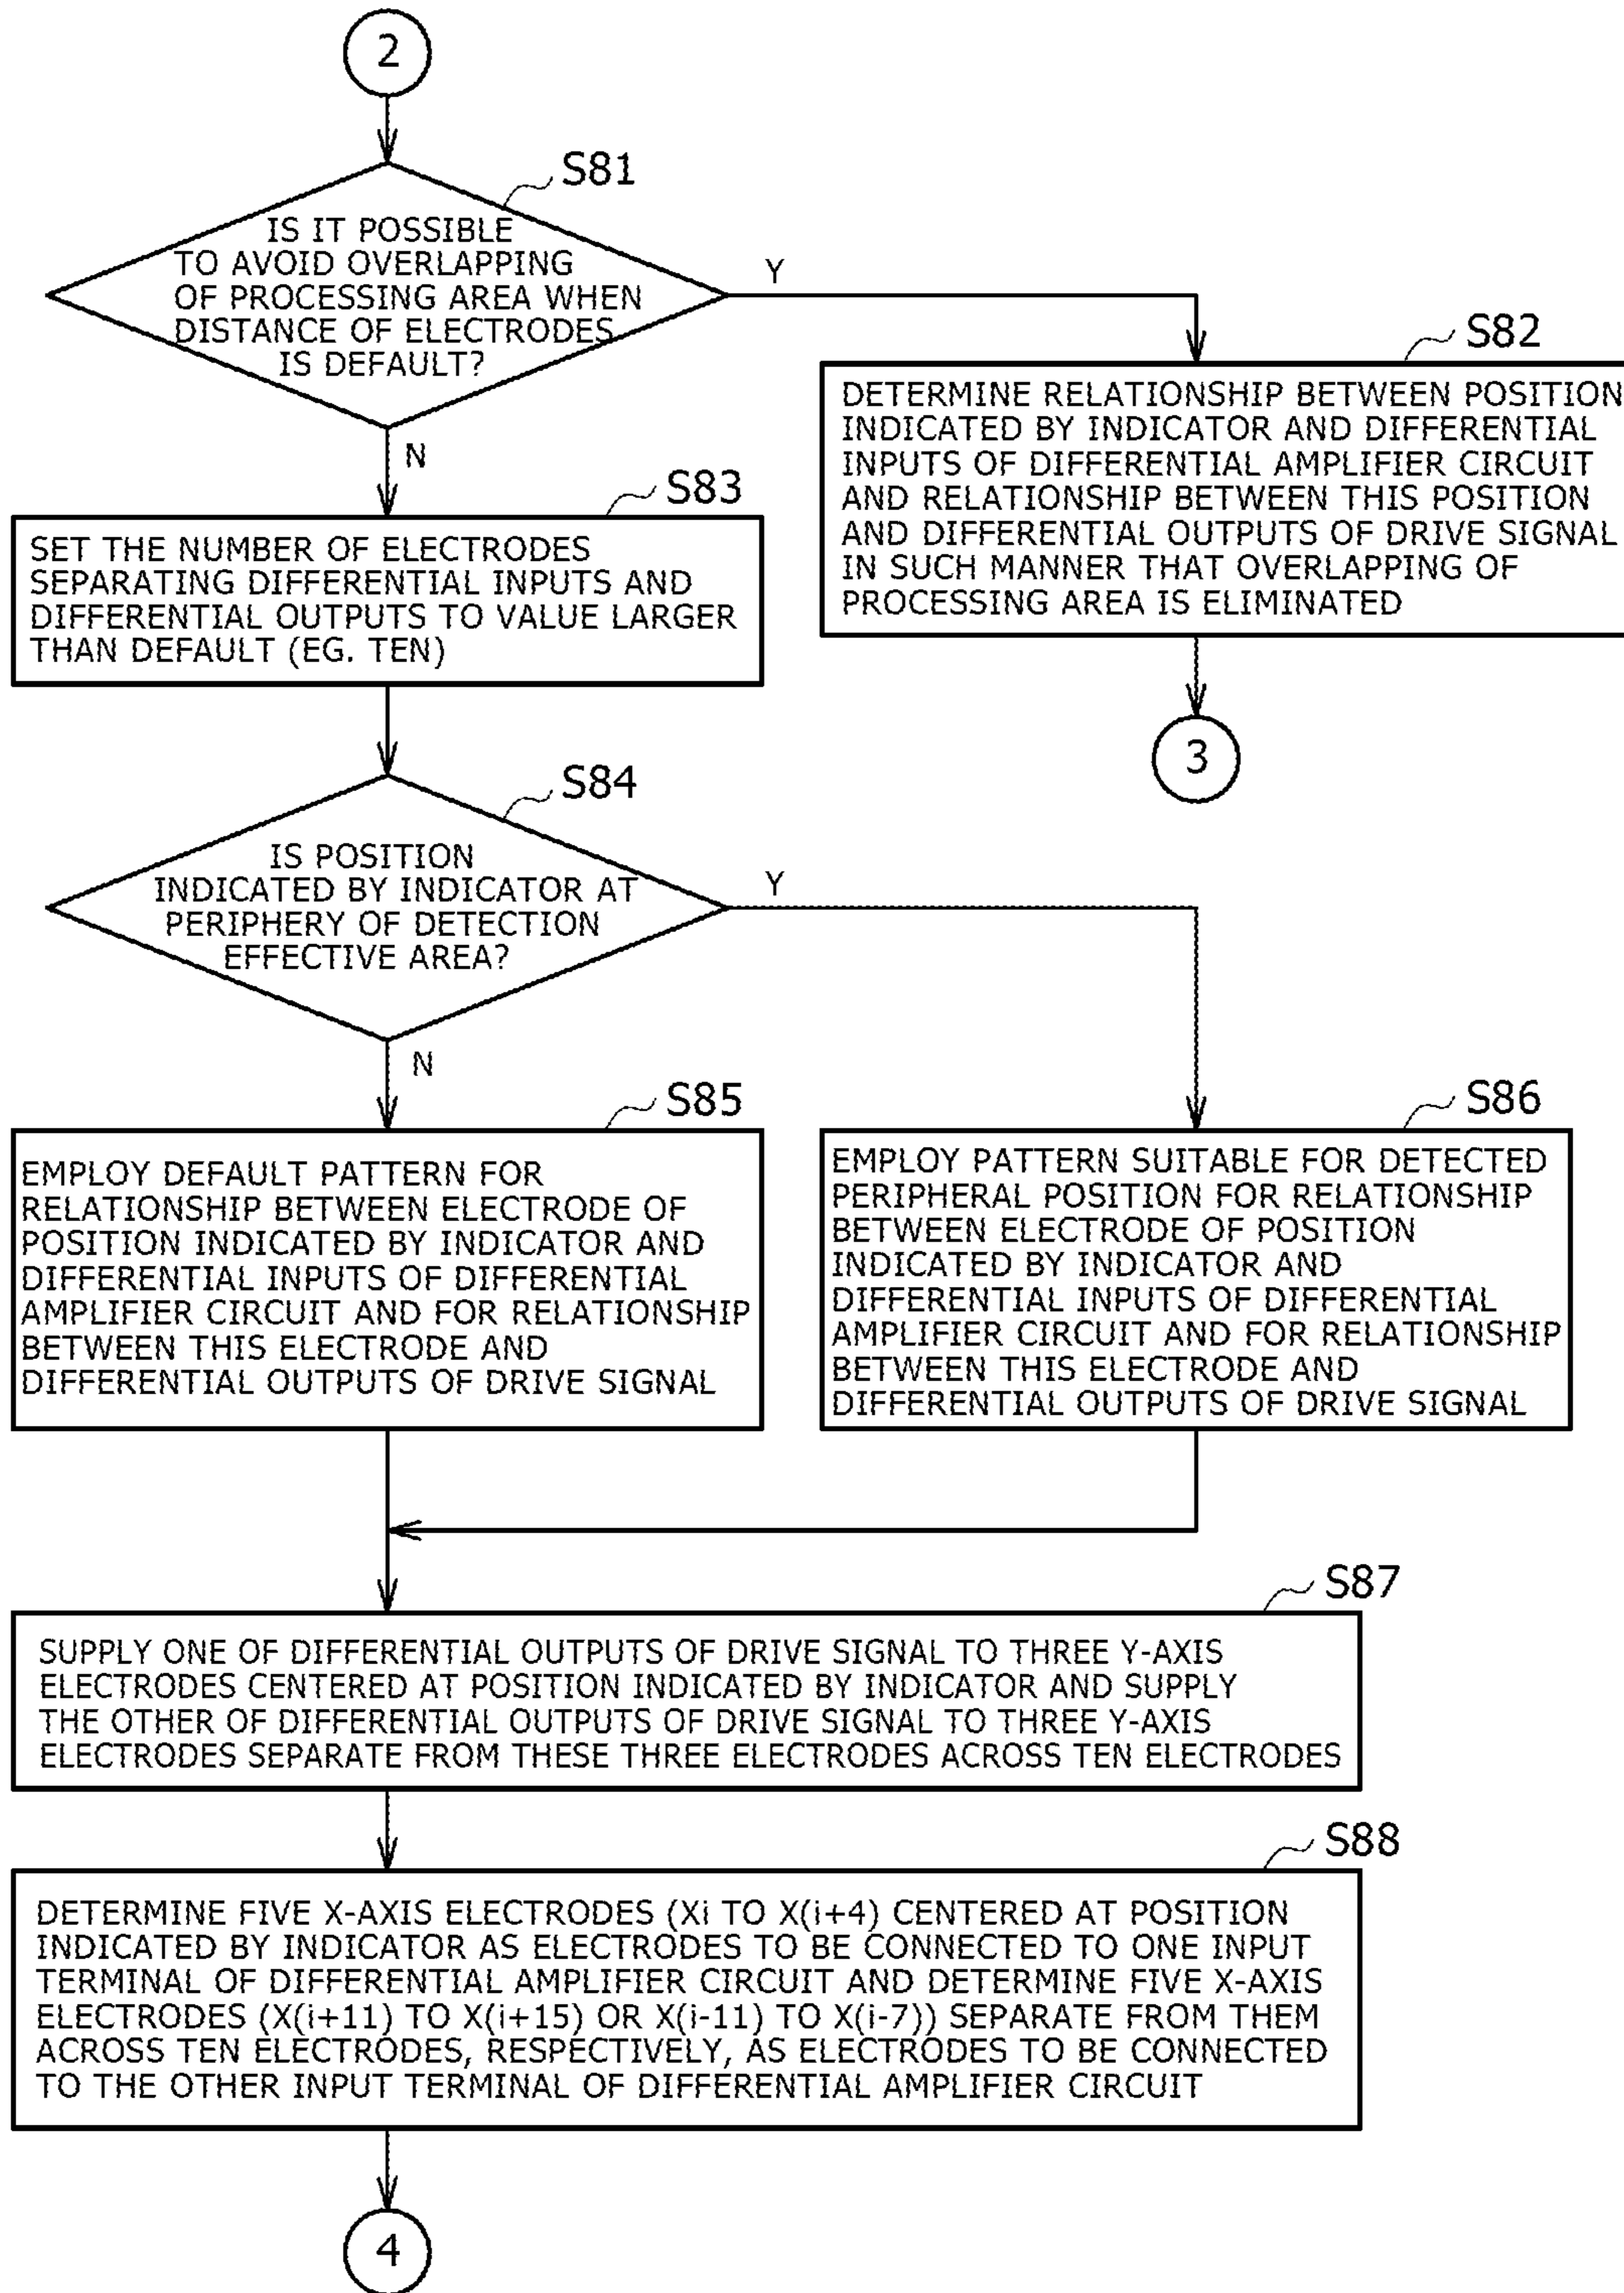 2
S81
IS IT POSSIBLE
TO AVOID OVERLAPPING
OF PROCESSING AREA WHEN
DISTANCE OF ELECTRODES
IS DEFAULT?
Y
N
S82
DETERMINE RELATIONSHIP BETWEEN POSITION
INDICATED BY INDICATOR AND DIFFERENTIAL
INPUTS OF DIFFERENTIAL AMPLIFIER CIRCUIT
AND RELATIONSHIP BETWEEN THIS POSITION
AND DIFFERENTIAL OUTPUTS OF DRIVE SIGNAL
IN SUCH MANNER THAT OVERLAPPING OF
PROCESSING AREA IS ELIMINATED
3
S83
SET THE NUMBER OF ELECTRODES
SEPARATING DIFFERENTIAL INPUTS AND
DIFFERENTIAL OUTPUTS TO VALUE LARGER
THAN DEFAULT (EG. TEN)
S84
IS POSITION
INDICATED BY INDICATOR AT
PERIPHERY OF DETECTION
EFFECTIVE AREA?
Y
N
S85
EMPLOY DEFAULT PATTERN FOR
RELATIONSHIP BETWEEN ELECTRODE OF
POSITION INDICATED BY INDICATOR AND
DIFFERENTIAL INPUTS OF DIFFERENTIAL
AMPLIFIER CIRCUIT AND FOR RELATIONSHIP
BETWEEN THIS ELECTRODE AND
DIFFERENTIAL OUTPUTS OF DRIVE SIGNAL
S86
EMPLOY PATTERN SUITABLE FOR DETECTED
PERIPHERAL POSITION FOR RELATIONSHIP
BETWEEN ELECTRODE OF POSITION
INDICATED BY INDICATOR AND
DIFFERENTIAL INPUTS OF DIFFERENTIAL
AMPLIFIER CIRCUIT AND FOR RELATIONSHIP
BETWEEN THIS ELECTRODE AND
DIFFERENTIAL OUTPUTS OF DRIVE SIGNAL
S87
SUPPLY ONE OF DIFFERENTIAL OUTPUTS OF DRIVE SIGNAL TO THREE Y-AXIS
ELECTRODES CENTERED AT POSITION INDICATED BY INDICATOR AND SUPPLY
THE OTHER OF DIFFERENTIAL OUTPUTS OF DRIVE SIGNAL TO THREE Y-AXIS
ELECTRODES SEPARATE FROM THESE THREE ELECTRODES ACROSS TEN ELECTRODES
S88
DETERMINE FIVE X-AXIS ELECTRODES (Xi TO X(i+4) CENTERED AT POSITION
INDICATED BY INDICATOR AS ELECTRODES TO BE CONNECTED TO ONE INPUT
TERMINAL OF DIFFERENTIAL AMPLIFIER CIRCUIT AND DETERMINE FIVE X-AXIS
ELECTRODES (X(i+11) TO X(i+15) OR X(i-11) TO X(i-7)) SEPARATE FROM THEM
ACROSS TEN ELECTRODES, RESPECTIVELY, AS ELECTRODES TO BE CONNECTED
TO THE OTHER INPUT TERMINAL OF DIFFERENTIAL AMPLIFIER CIRCUIT
4